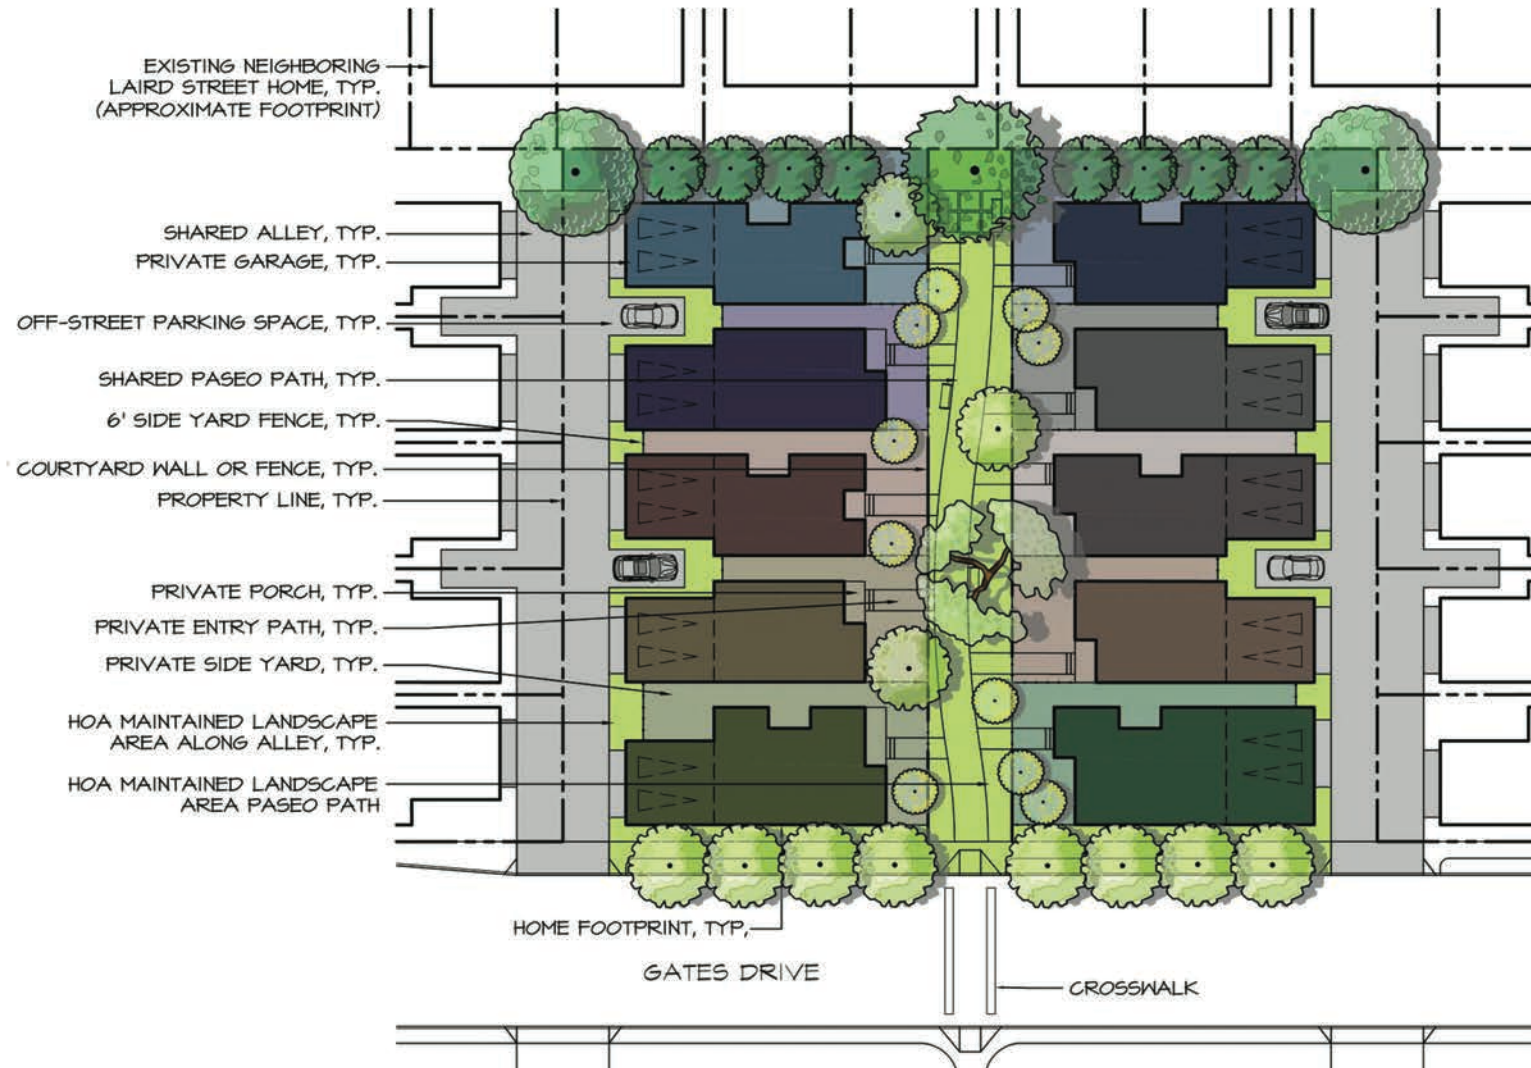 EXISTING NEIGHBORING
LAIRD STREET HOME, TYP.
(APPROXIMATE FOOTPRINT)
SHARED ALLEY, TYP.
PRIVATE GARAGE, TYP.
OFF-STREET PARKING SPACE, TYP.
SHARED PASEO PATH, TYP.
6' SIDE YARD FENCE, TYP.
COURTYARD WALL OR FENCE, TYP.
PROPERTY LINE, TYP.
PRIVATE PORCH, TYP.
PRIVATE ENTRY PATH, TYP.
PRIVATE SIDE YARD, TYP.
HOA MAINTAINED LANDSCAPE
AREA ALONG ALLEY, TYP.
HOA MAINTAINED LANDSCAPE
AREA PASEO PATH
HOME FOOTPRINT, TYP,
GATES DRIVE
CROSSWALK